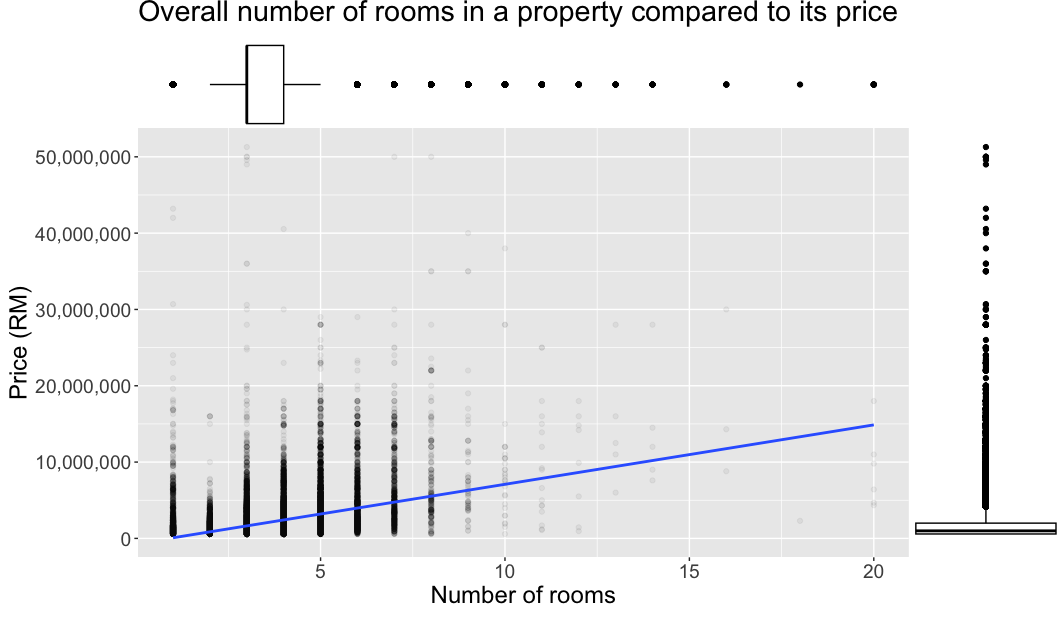 Overall number of rooms in a property compared to its price
50,000,000
40,000,000
30,000,000
20,000,000
10,000,000
0
Price (RM)
5 10 15 20
Number of rooms